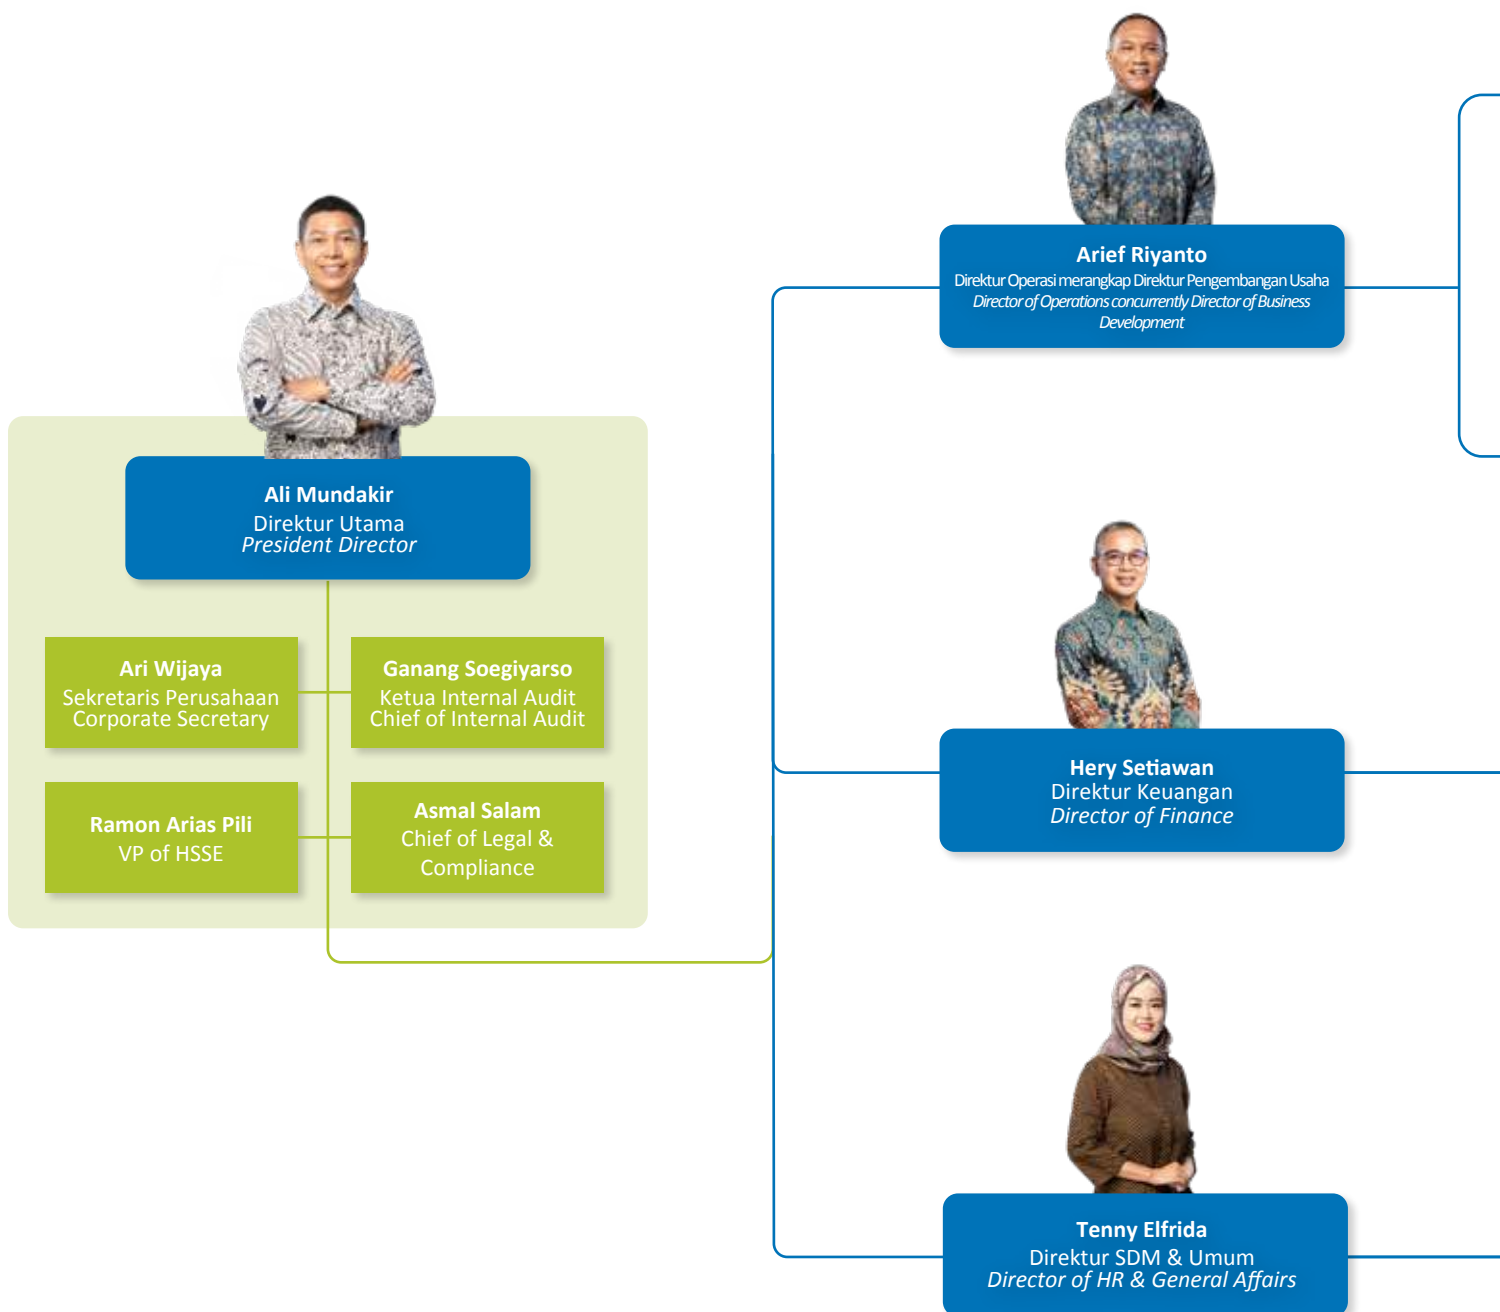 Ali Mundakir
Direktur Utama
President Director
Ari Wijaya
Sekretaris Perusahaan
Corporate Secretary
Ganang Soegiyarso
Ketua Internal Audit
Chief of Internal Audit
Ramon Arias Pili
VP of HSSE
Asmal Salam
Chief of Legal &
Compliance
Arief Riyanto
Direktur Operasi merangkap Direktur Pengembangan Usaha
Director of Operations concurrently Director of Business
Development
Hery Setiawan
Direktur Keuangan
Director of Finance
Tenny Elfrida
Direktur SDM & Umum
Director of HR & General Affairs